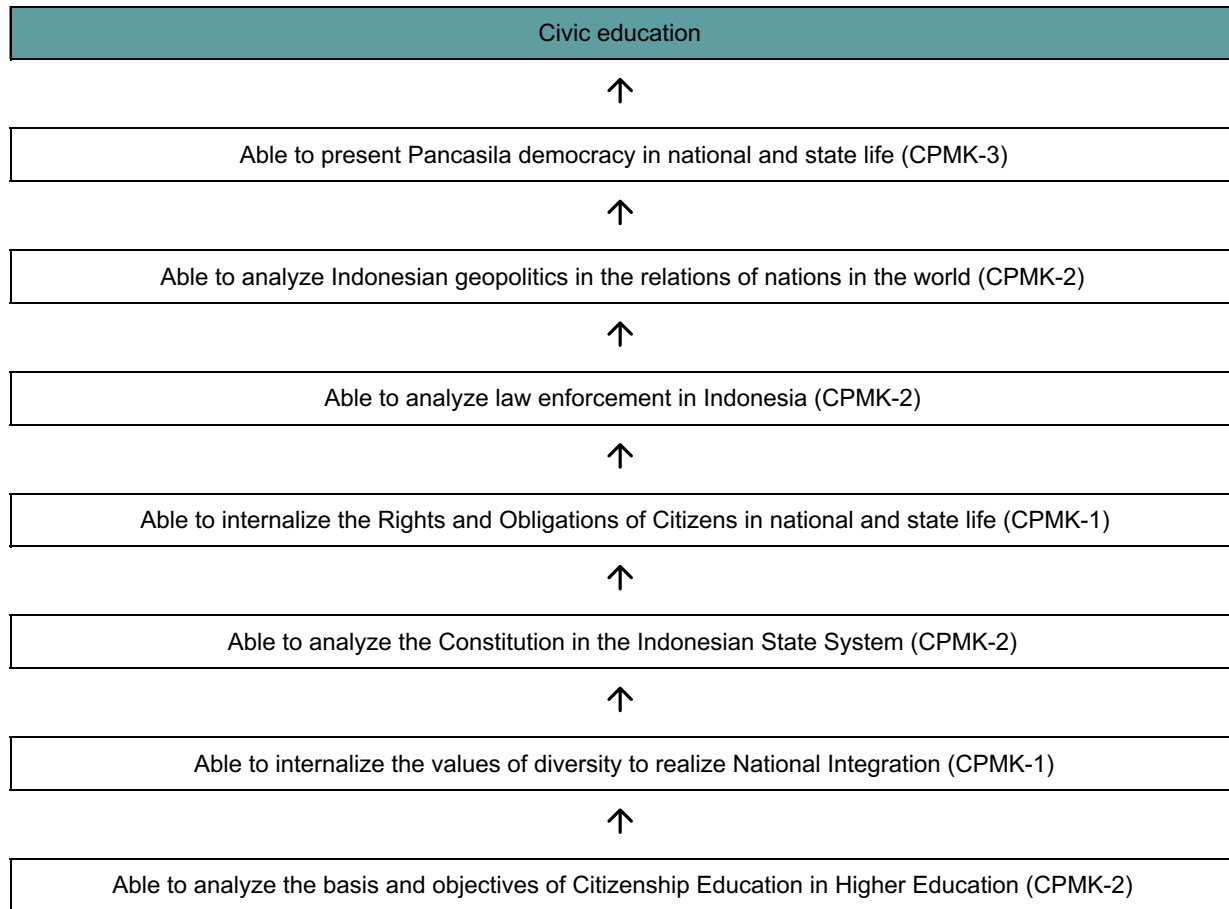 Civic education
Able to present Pancasila democracy in national and state life (CPMK-3)
Able to analyze Indonesian geopolitics in the relations of nations in the world (CPMK-2)
Able to analyze law enforcement in Indonesia (CPMK-2)
Able to internalize the Rights and Obligations of Citizens in national and state life (CPMK-1)
Able to analyze the Constitution in the Indonesian State System (CPMK-2)
Able to internalize the values of diversity to realize National Integration (CPMK-1)
Able to analyze the basis and objectives of Citizenship Education in Higher Education (CPMK-2)